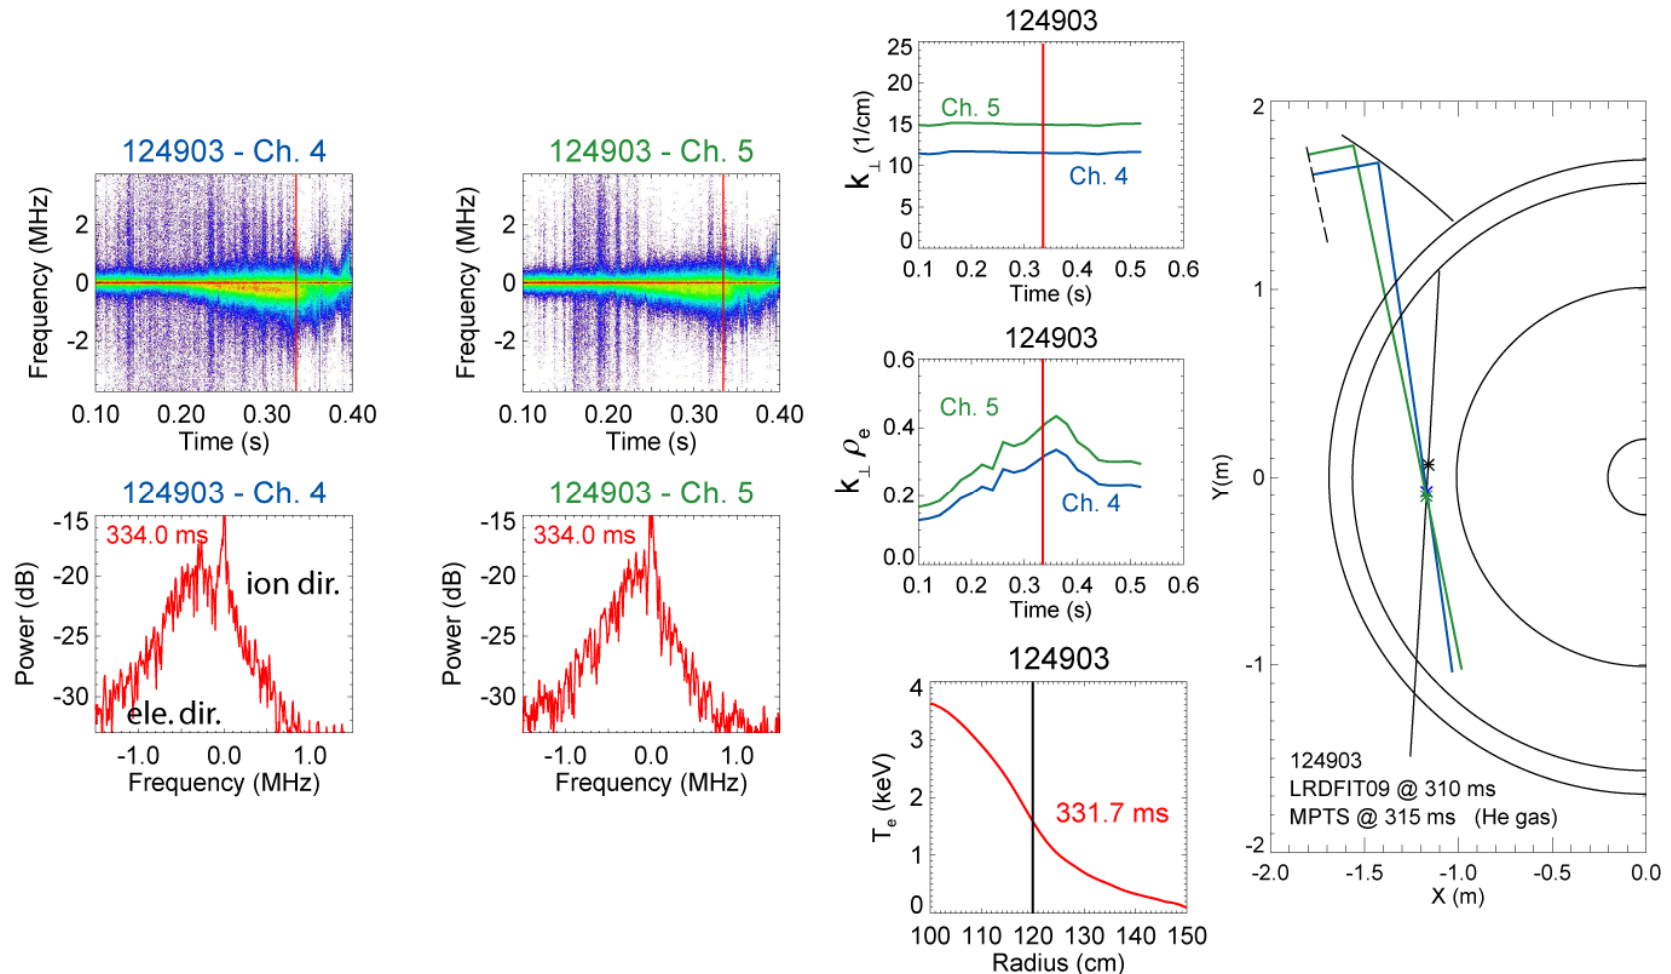 124903 - Ch. 4
Frequency (MHz)
2
0
-2
0.10 0.20 0.30 0.40
Time (s)
124903 - Ch. 5
Frequency (MHz)
2
0
-2
0.10 0.20 0.30 0.40
Time (s)
124903 - Ch. 4
Power (dB)
-15
-20
-25
-30
334.0 ms
ion dir.
ele. dir.
-1.0 0.0 1.0
Frequency (MHz)
124903 - Ch. 5
Power (dB)
-15
-20
-25
-30
334.0 ms
-1.0 0.0 1.0
Frequency (MHz)
124903
k⊥ (1/cm)
25
20
15
10
5
0
Ch. 5
Ch. 4
0.1 0.2 0.3 0.4 0.5 0.6
Time (s)
124903
k⊥ ρe
0.6
0.4
0.2
0.0
Ch. 5
Ch. 4
0.1 0.2 0.3 0.4 0.5 0.6
Time (s)
124903
Te (keV)
4
3
2
1
0
331.7 ms
100 110 120 130 140 150
Radius (cm)
Y(m)
2
1
0
-1
-2
124903
LRDFIT09 @ 310 ms
MPTS @ 315 ms (He gas)
-2.0 -1.5 -1.0 -0.5 0.0
X (m)